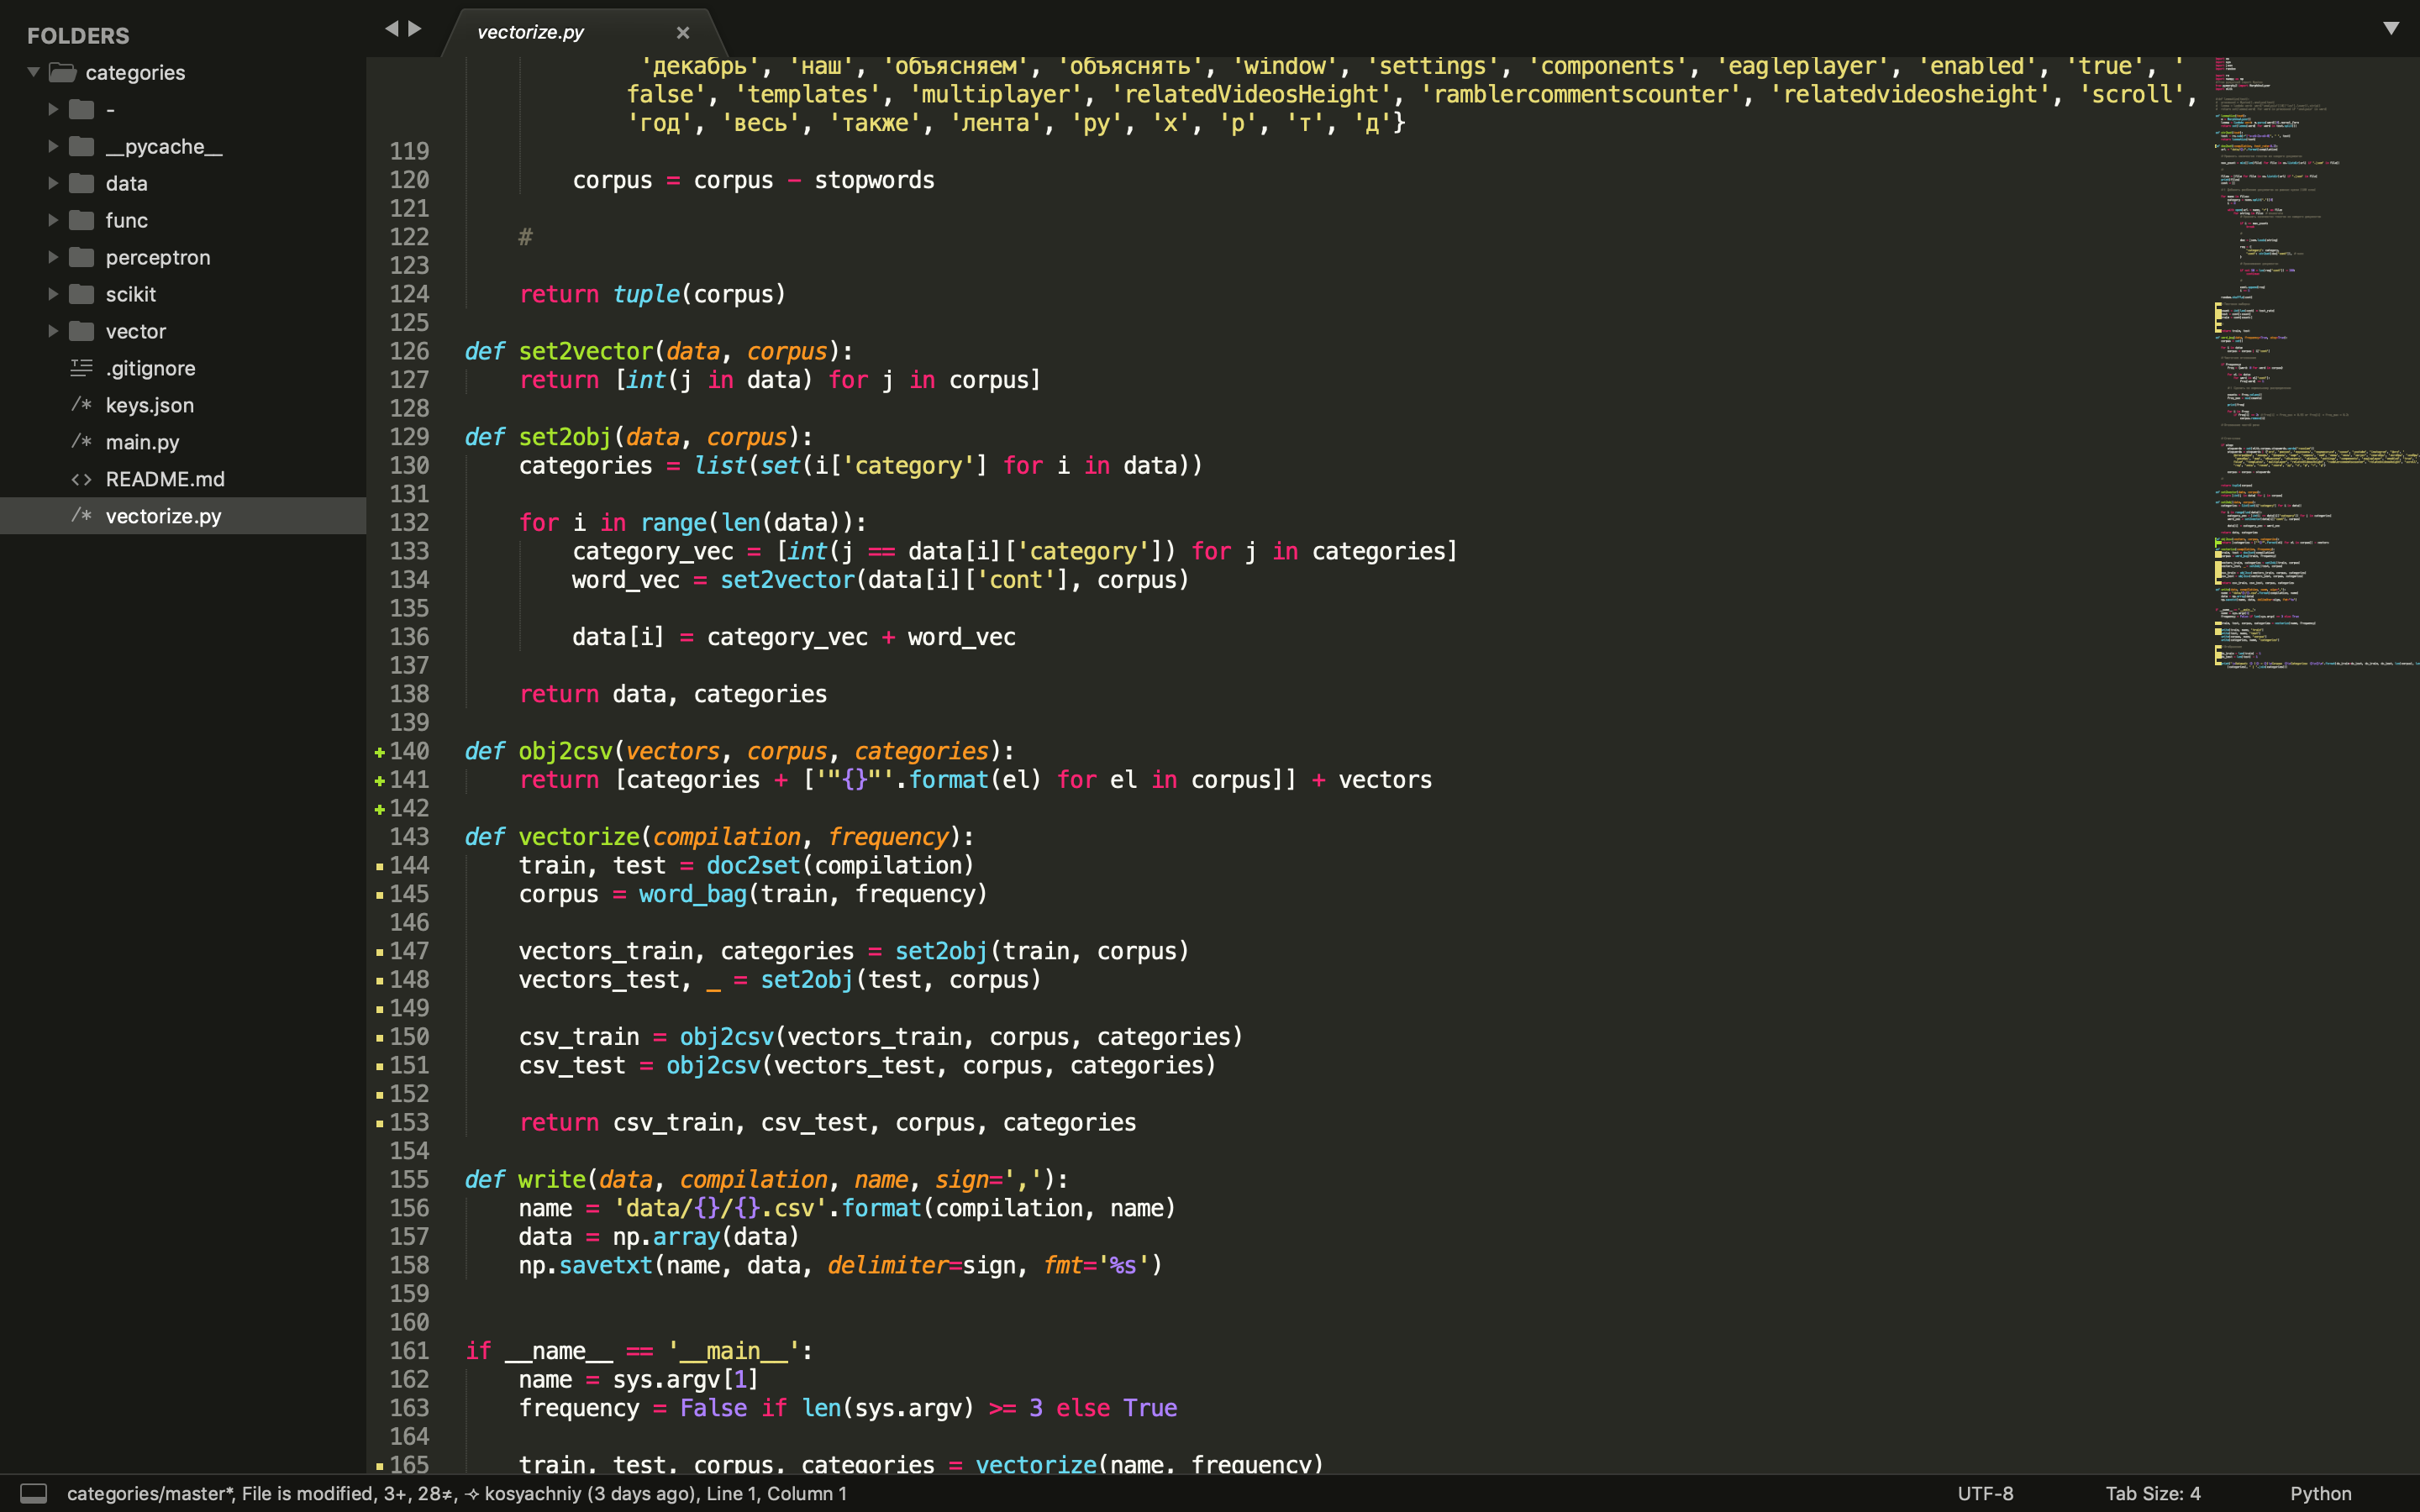 FOLDERS
categories
-
__pycache__
data
func
perceptron
scikit
vector
.gitignore
keys.json
main.py
README.md
vectorize.py
vectorize.py
'декабрь', 'наш', 'объясняем', 'объяснять', 'window', 'settings', 'components', 'eagleplayer', 'enabled', 'true', '
false', 'templates', 'multiplayer', 'relatedVideosHeight', 'ramblercommentscounter', 'relatedvideosheight', 'scroll',
'год', 'весь', 'также', 'лента', 'ру', 'х', 'р', 'т', 'д'}
119
120 corpus = corpus - stopwords
121
122 #
123
124 return tuple(corpus)
125
126 def set2vector(data, corpus):
127 return [int(j in data) for j in corpus]
128
129 def set2obj(data, corpus):
130 categories = list(set(i['category'] for i in data))
131
132 for i in range(len(data)):
133 category_vec = [int(j == data[i]['category']) for j in categories]
134 word_vec = set2vector(data[i]['cont'], corpus)
135
136 data[i] = category_vec + word_vec
137
138 return data, categories
139
140 def obj2csv(vectors, corpus, categories):
141 return [categories + ['"{}"'.format(el) for el in corpus]] + vectors
142
143 def vectorize(compilation, frequency):
144 train, test = doc2set(compilation)
145 corpus = word_bag(train, frequency)
146
147 vectors_train, categories = set2obj(train, corpus)
148 vectors_test, _ = set2obj(test, corpus)
149
150 csv_train = obj2csv(vectors_train, corpus, categories)
151 csv_test = obj2csv(vectors_test, corpus, categories)
152
153 return csv_train, csv_test, corpus, categories
154
155 def write(data, compilation, name, sign=','):
156 name = 'data/{}/{}.csv'.format(compilation, name)
157 data = np.array(data)
158 np.savetxt(name, data, delimiter=sign, fmt='%s')
159
160
161 if __name__ == '__main__':
162 name = sys.argv[1]
163 frequency = False if len(sys.argv) >= 3 else True
164
165 train, test, corpus, categories = vectorize(name, frequency)
categories/master*, File is modified, 3+, 28≠, kosyachniy (3 days ago), Line 1, Column 1
UTF-8
Tab Size: 4
Python